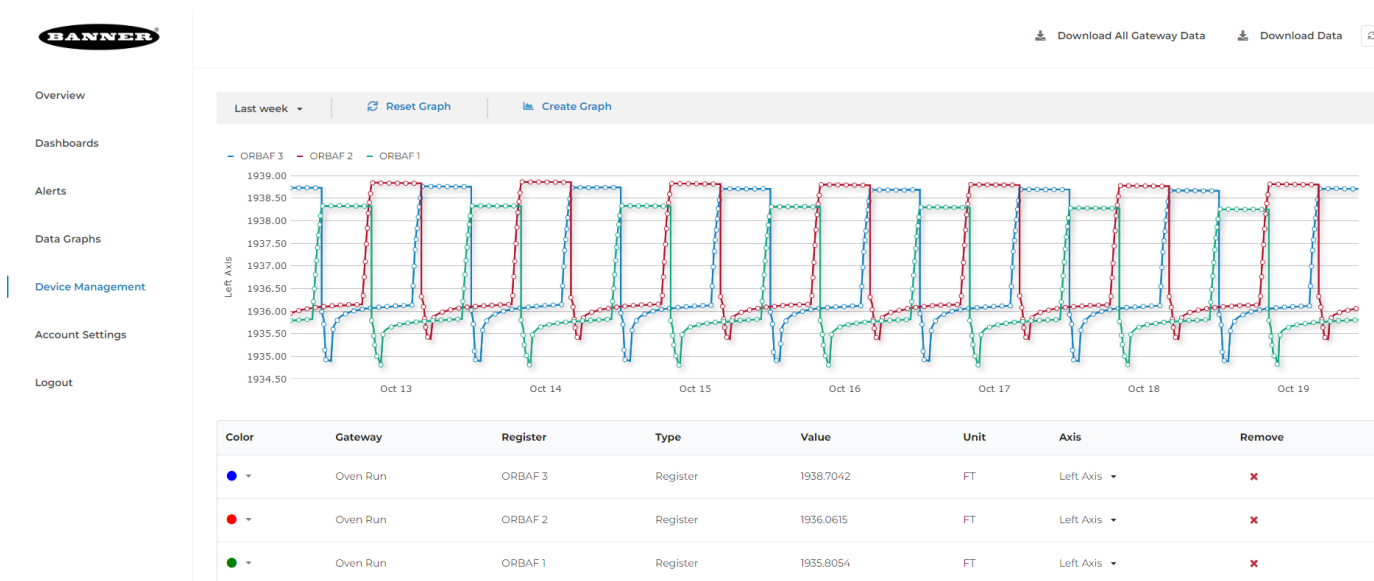 BANNER
Download All Gateway Data Download Data
Overview
Dashboards
Alerts
Data Graphs
Device Management
Account Settings
Logout
Last week Reset Graph Create Graph
ORBAF 3 ORBAF 2 ORBAF 1
1939.00
1938.50
1938.00
1937.50
1937.00
1936.50
1936.00
1935.50
1935.00
1934.50
Left Axis
Oct 13 Oct 14 Oct 15 Oct 16 Oct 17 Oct 18 Oct 19
Color Gateway Register Type Value Unit Axis Remove
Oven Run ORBAF 3 Register 1938.7042 FT Left Axis
Oven Run ORBAF 2 Register 1936.0615 FT Left Axis
Oven Run ORBAF 1 Register 1935.8054 FT Left Axis